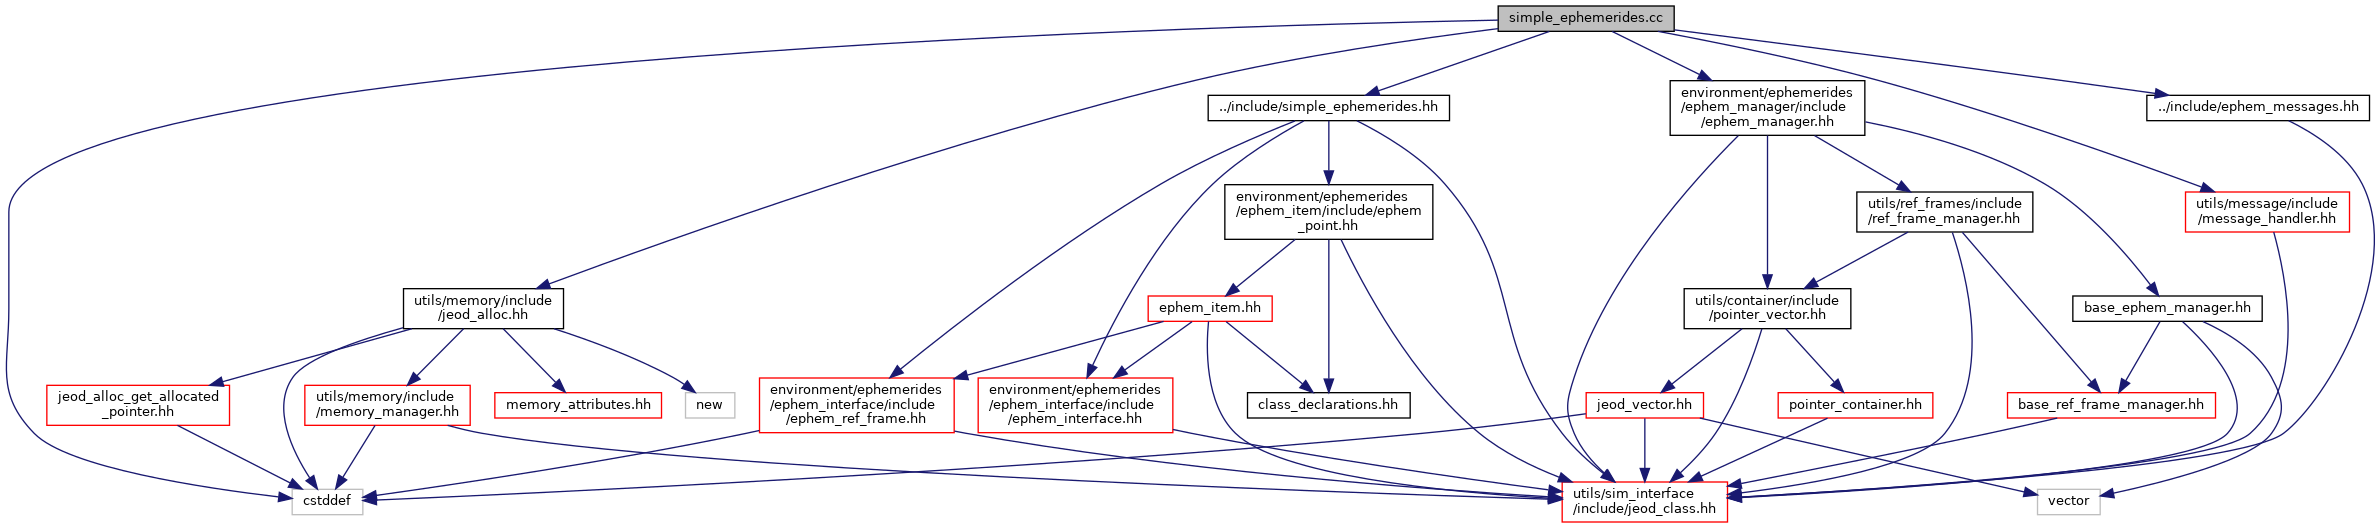 simple_ephemerides.cc
../include/simple_ephemerides.hh
environment/ephemerides
/ephem_manager/include
/ephem_manager.hh
../include/ephem_messages.hh
environment/ephemerides
/ephem_item/include/ephem
_point.hh
utils/ref_frames/include
/ref_frame_manager.hh
utils/message/include
/message_handler.hh
utils/memory/include
/jeod_alloc.hh
ephem_item.hh
utils/container/include
/pointer_vector.hh
base_ephem_manager.hh
jeod_alloc_get_allocated
_pointer.hh
utils/memory/include
/memory_manager.hh
memory_attributes.hh
new
environment/ephemerides
/ephem_interface/include
/ephem_ref_frame.hh
environment/ephemerides
/ephem_interface/include
/ephem_interface.hh
class_declarations.hh
jeod_vector.hh
pointer_container.hh
base_ref_frame_manager.hh
cstddef
utils/sim_interface
/include/jeod_class.hh
vector